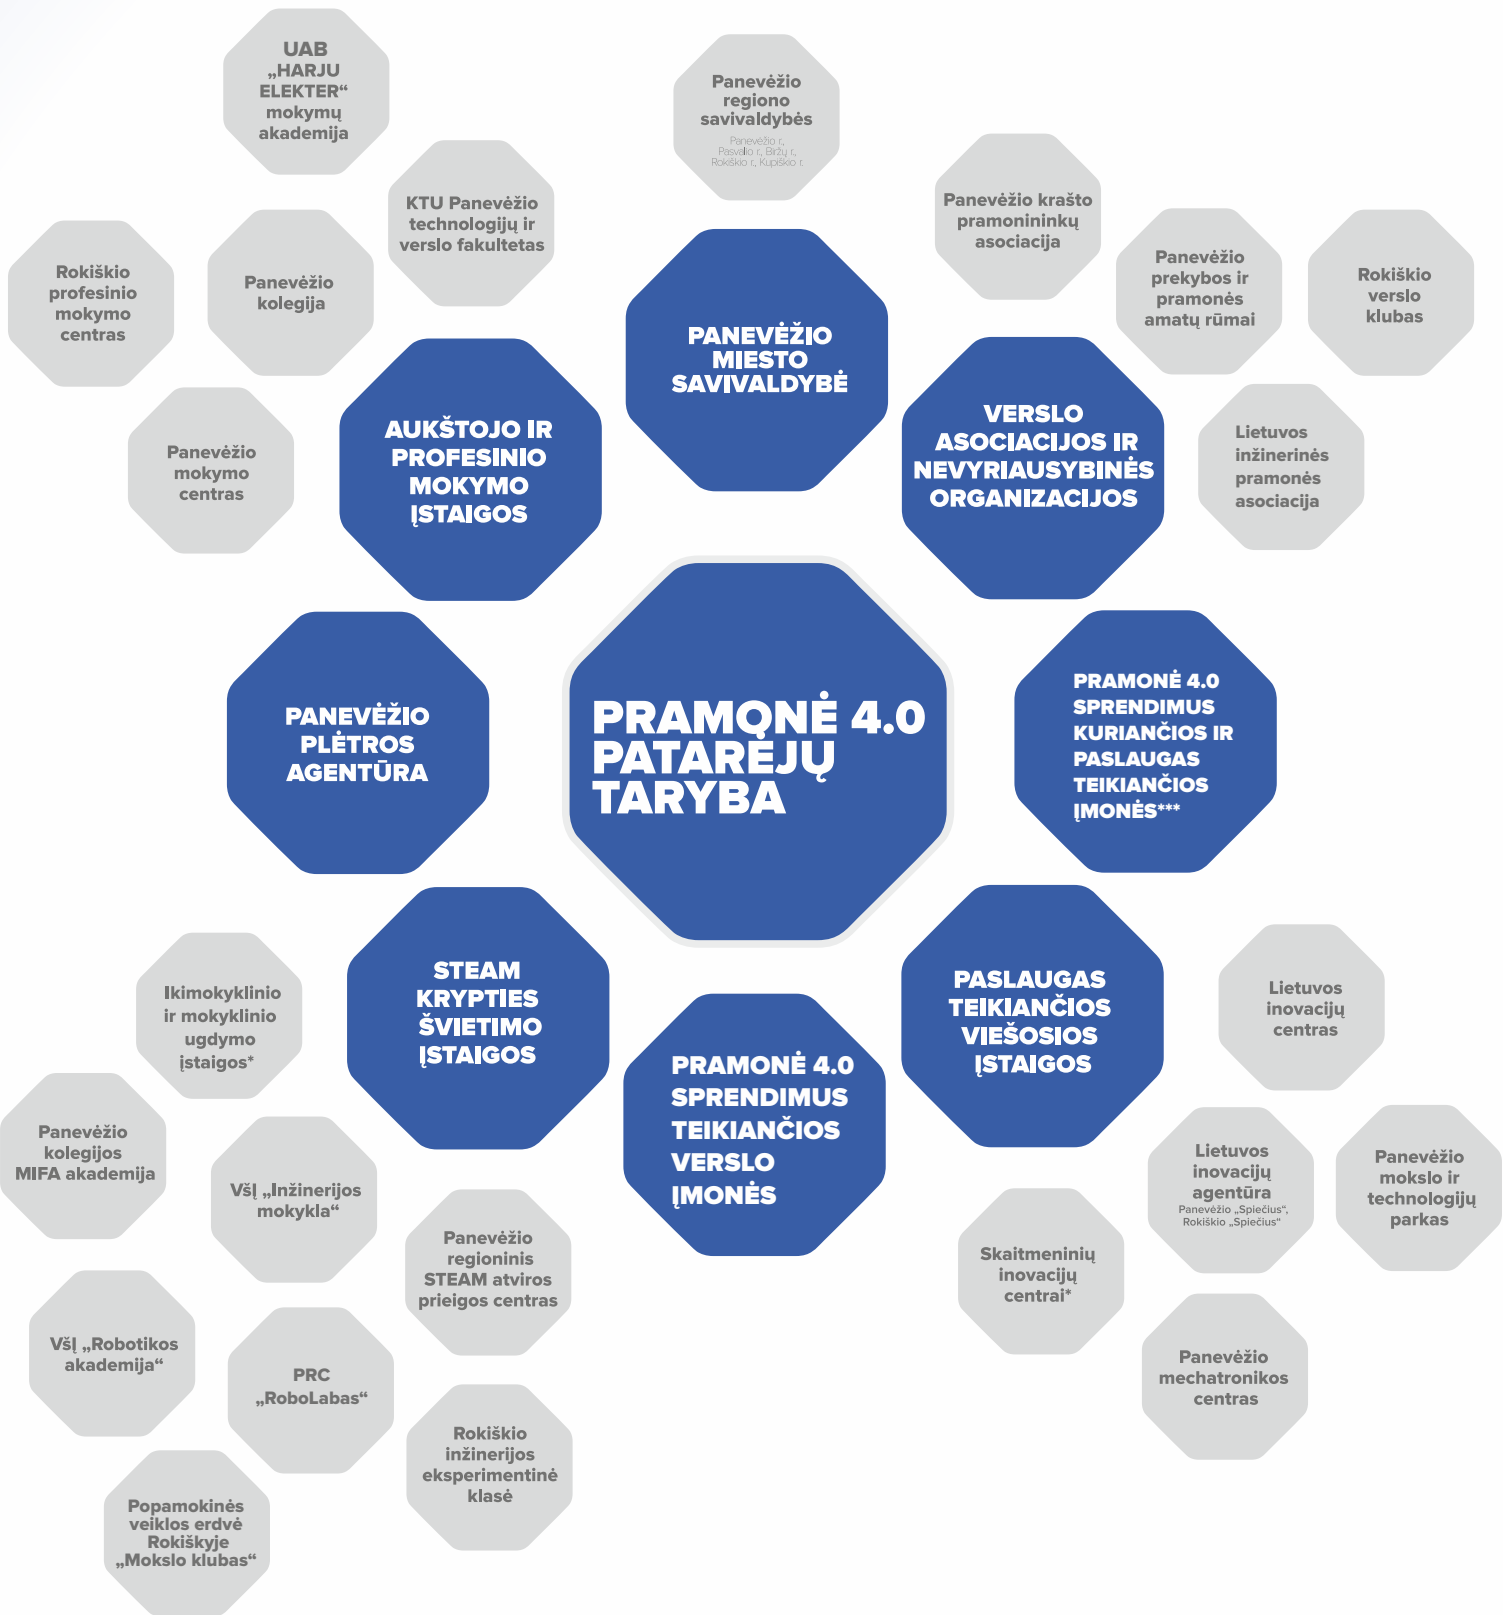 UAB
„HARJU
ELEKTER“
mokymų
akademija
Panevėžio
regiono
savivaldybės
Panevėžio r.,
Pasvalio r., Biržų r.,
Rokiškio r., Kupiškio r.
KTU Panevėžio
technologijų ir
verslo fakultetas
Panevėžio krašto
pramonininkų
asociacija
Rokiškio
profesinio
mokymo
centras
Panevėžio
kolegija
Panevėžio
prekybos ir
pramonės
amatų rūmai
Rokiškio
verslo
klubas
PANEVĖŽIO
MIESTO
SAVIVALDYBĖ
Panevėžio
mokymo
centras
AUKŠTOJO IR
PROFESINIO
MOKYMO
ĮSTAIGOS
VERSLO
ASOCIACIJOS IR
NEVYRIAUSYBINĖS
ORGANIZACIJOS
Lietuvos
inžinerinės
pramonės
asociacija
PANEVĖŽIO
PLĖTROS
AGENTŪRA
PRAMONĖ 4.0
PATARĖJŲ
TARYBA
PRAMONĖ 4.0
SPRENDIMUS
KURIANČIOS IR
PASLAUGAS
TEIKIANČIOS
ĮMONĖS***
Ikimokyklinio
ir mokyklinio
ugdymo
įstaigos*
STEAM
KRYPTIES
ŠVIETIMO
ĮSTAIGOS
PRAMONĖ 4.0
SPRENDIMUS
TEIKIANČIOS
VERSLO
ĮMONĖS
PASLAUGAS
TEIKIANČIOS
VIEŠOSIOS
ĮSTAIGOS
Lietuvos
inovacijų
centras
Panevėžio
kolegijos
MIFA akademija
VšĮ „Inžinerijos
mokykla“
Panevėžio
regioninis
STEAM atviros
prieigos centras
Skaitmeninių
inovacijų
centrai*
Lietuvos
inovacijų
agentūra
Panevėžio „Spiečius“,
Rokiškio „Spiečius“
Panevėžio
mokslo ir
technologijų
parkas
VšĮ „Robotikos
akademija“
PRC
„RoboLabas“
Rokiškio
inžinerijos
eksperimentinė
klasė
Panevėžio
mechatronikos
centras
Popamokinės
veiklos erdvė
Rokiškyje
„Mokslo klubas“